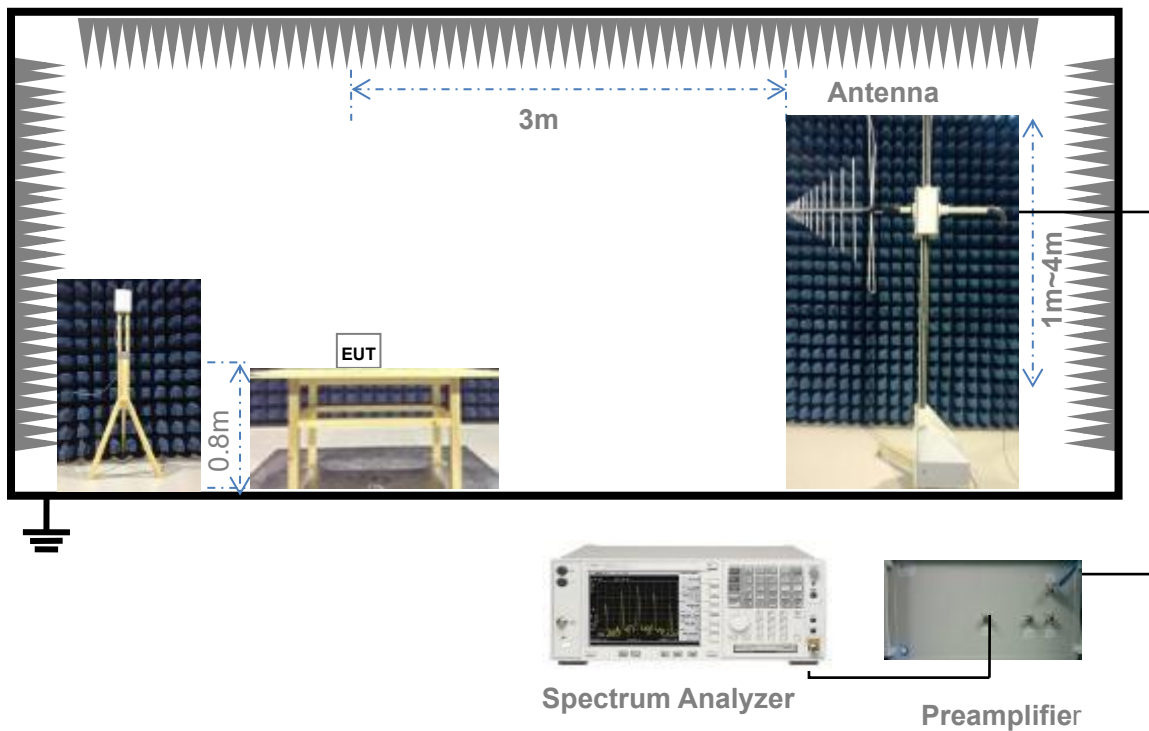 Antenna
3m
1m~4m
EUT
0.8m
Spectrum Analyzer
Preamplifier